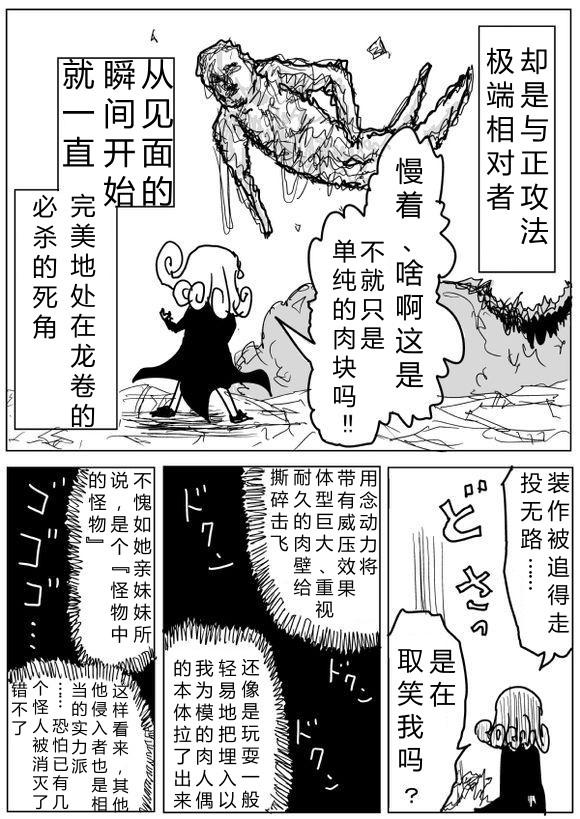 却是与正攻法
极端相对者
慢着、啥啊这是
不就只是
单纯的肉块吗!!
从见面的
瞬间开始
就一直
完美地处在龙卷的
必杀的死角
装作被追得走
投无路……
どさっ
是在
取笑我吗?
用念动力将
带有威压效果
体型巨大、重视
耐久的肉壁给
撕碎击飞
ドクン
ドクン
还像是玩耍一般
轻易地把埋入以
我为模的肉人偶
的本体拉了出来
不愧如她亲妹妹所
说,是个『怪物中
的怪物』
ゴゴゴゴ…
这样看来,其他
他侵入者也是相
当的实力派
……恐怕已有几
个怪人被消灭了
错不了